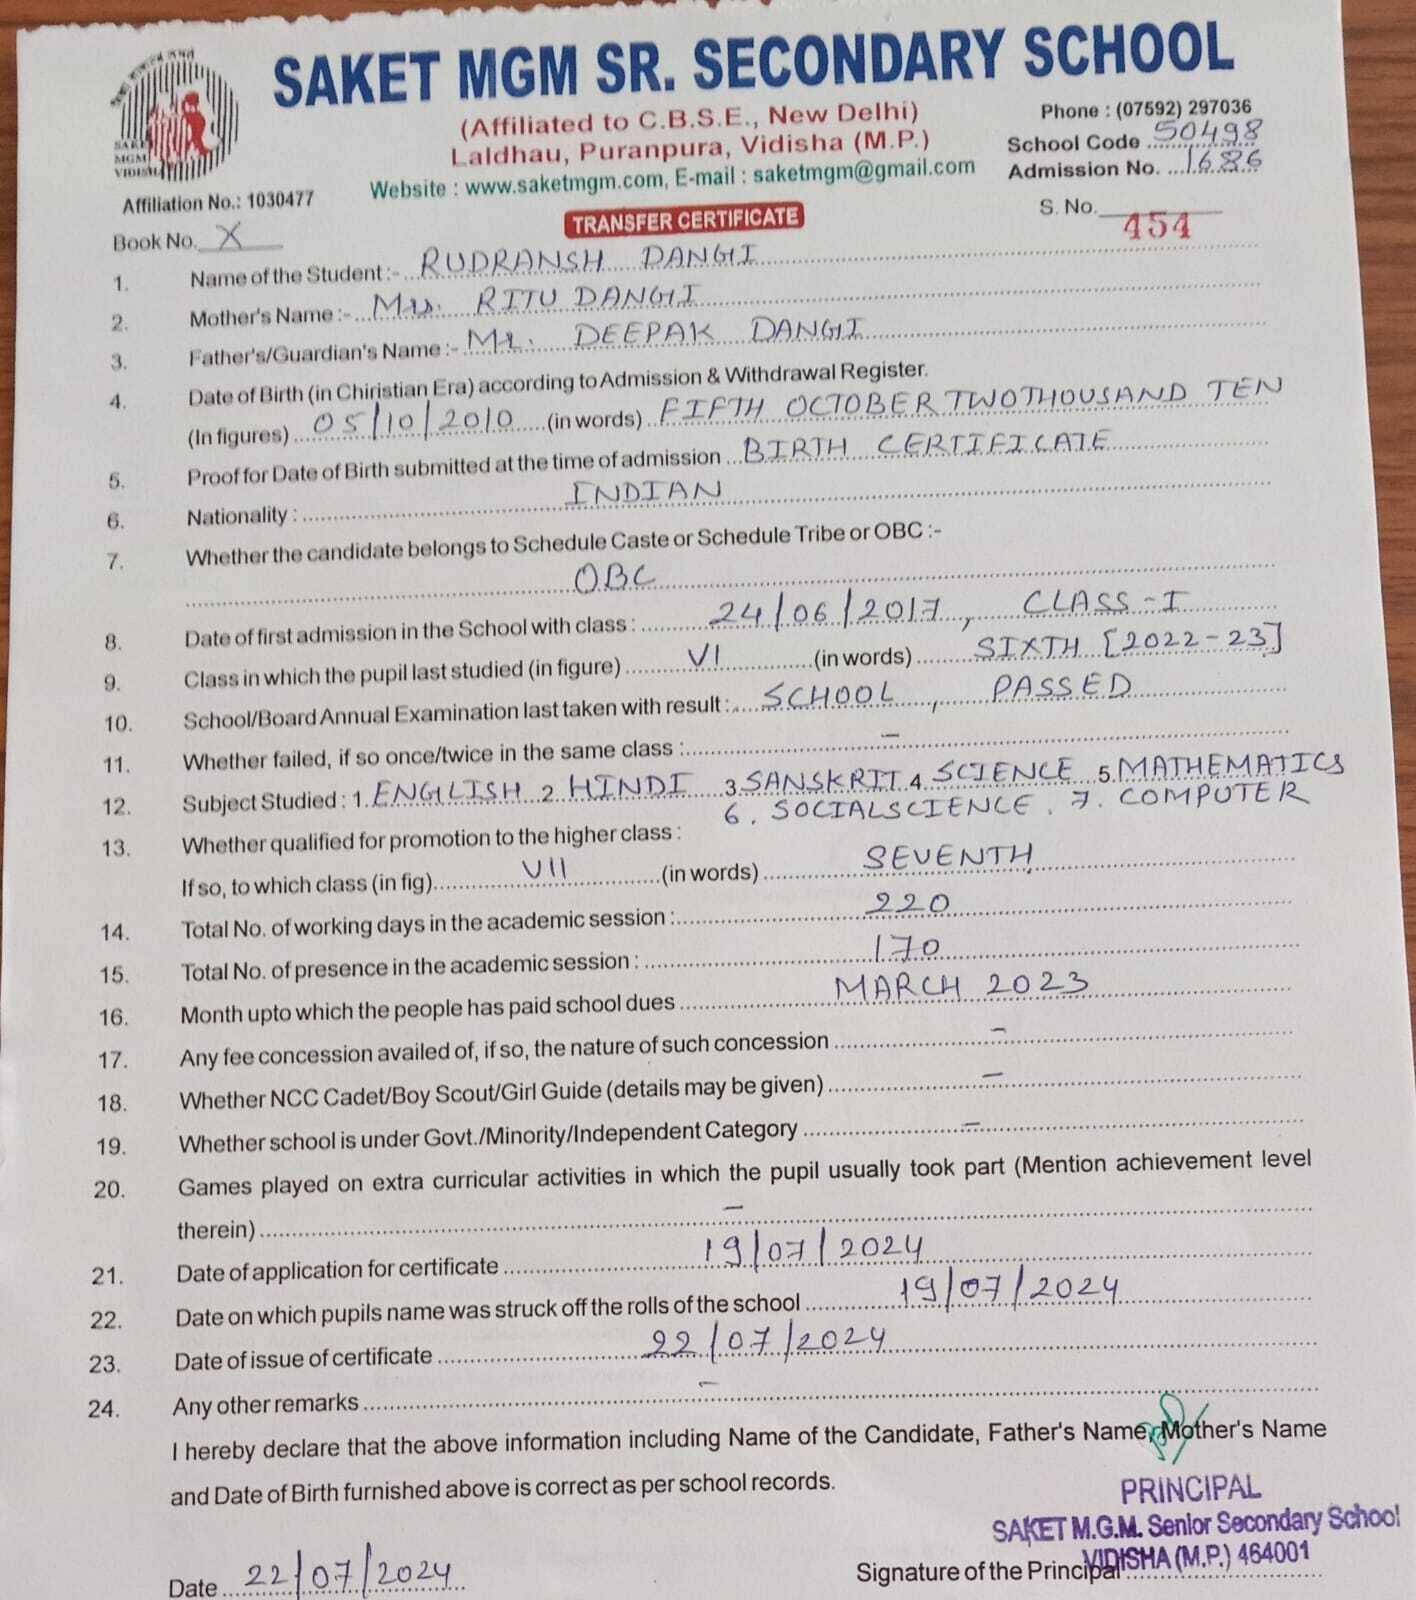 SAKET MGM SR. SECONDARY SCHOOL
(Affiliated to C.B.S.E., New Delhi)
Phone : (07592) 297036
Laldhau, Puranpura, Vidisha (M.P.)
School Code 50498
SAKET
MGM
VIDISHA
Website : www.saketmgm.com, E-mail : saketmgm@gmail.com
Admission No. 1686
Affiliation No.: 1030477
S. No. 454
Book No. X
TRANSFER CERTIFICATE
1. Name of the Student :- RUDRANSH DANGI
2. Mother's Name :- Mrs. RITU DANGI
3. Father's/Guardian's Name :- Mr. DEEPAK DANGI
4. Date of Birth (in Chiristian Era) according to Admission & Withdrawal Register.
(In figures) 05/10/2010 (in words) FIFTH OCTOBER TWOTHOUSAND TEN
5. Proof for Date of Birth submitted at the time of admission BIRTH CERTIFICATE
6. Nationality : INDIAN
7. Whether the candidate belongs to Schedule Caste or Schedule Tribe or OBC :-
OBC
8. Date of first admission in the School with class : 24/06/2017, CLASS-I
9. Class in which the pupil last studied (in figure) VI (in words) SIXTH [2022-23]
10. School/Board Annual Examination last taken with result : SCHOOL, PASSED
11. Whether failed, if so once/twice in the same class : -
12. Subject Studied : 1. ENGLISH 2. HINDI 3. SANSKRIT 4. SCIENCE 5. MATHEMATICS
6. SOCIALSCIENCE. 7. COMPUTER
13. Whether qualified for promotion to the higher class :
If so, to which class (in fig) VII (in words) SEVENTH
14. Total No. of working days in the academic session : 220
15. Total No. of presence in the academic session : 170
16. Month upto which the people has paid school dues MARCH 2023
17. Any fee concession availed of, if so, the nature of such concession -
18. Whether NCC Cadet/Boy Scout/Girl Guide (details may be given) -
19. Whether school is under Govt./Minority/Independent Category -
20. Games played on extra curricular activities in which the pupil usually took part (Mention achievement level
therein) -
21. Date of application for certificate 19/07/2024
22. Date on which pupils name was struck off the rolls of the school 19/07/2024
23. Date of issue of certificate 22/07/2024
24. Any other remarks -
I hereby declare that the above information including Name of the Candidate, Father's Name, Mother's Name
and Date of Birth furnished above is correct as per school records.
PRINCIPAL
SAKET M.G.M. Senior Secondary School
VIDISHA (M.P.) 464001
Date 22/07/2024
Signature of the Principal